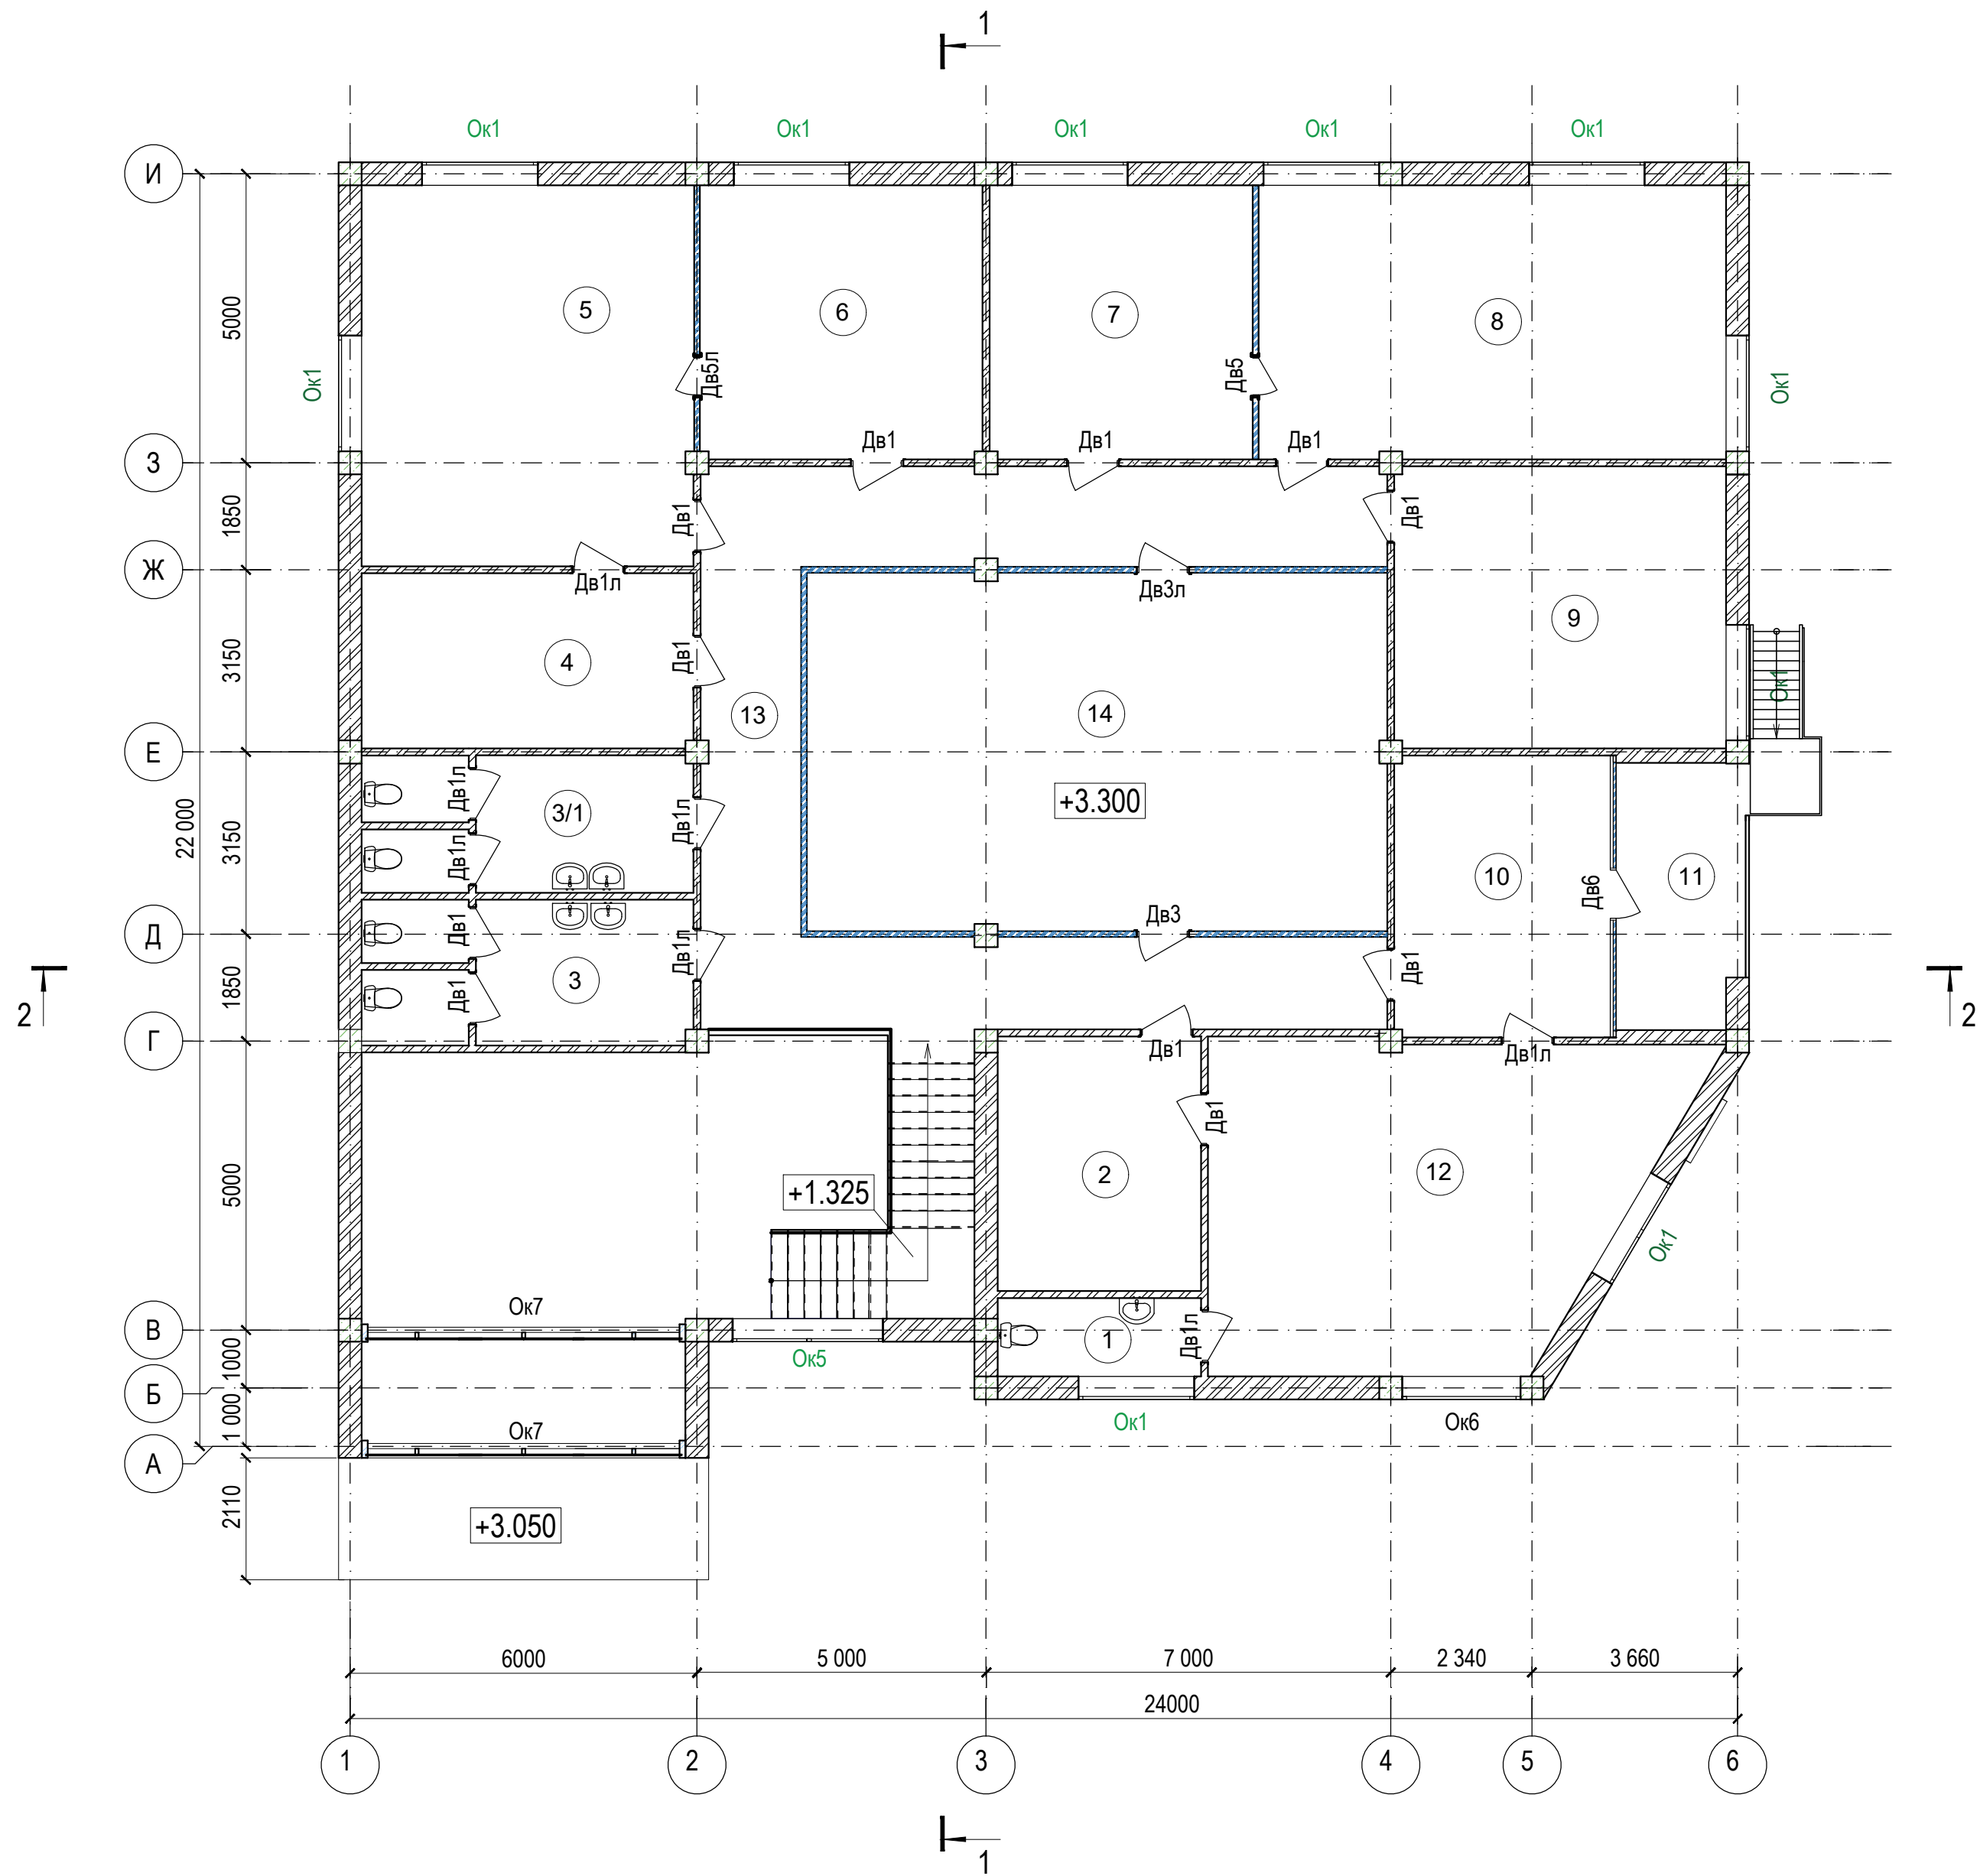 1
Ок1 Ок1 Ок1 Ок1 Ок1
И
5000
5 6 7 8
Ок1 Дв5л Дв5 Ок1
Дв1 Дв1 Дв1
З
1850
Дв1 Дв1
Ж
Дв1л Дв3л
9
3150
4 Дв1
Ок1
13 14
Е
22 000
3150
Дв1л 3/1 Дв1л
+3.300
Дв1л
10 Дв6 11
Д
Дв1 Дв1л Дв3
1850
3 Дв1 Дв1
2 2
Г
Дв1 Дв1л
Дв1
5000
+1.325
2 12
Ок1
Ок7
В
1 Дв1л
1000
Ок5
Б
1 000
Ок7 Ок1 Ок6
А
2110
+3.050
6000 5 000 7 000 2 340 3 660
24000
1 2 3 4 5 6
1